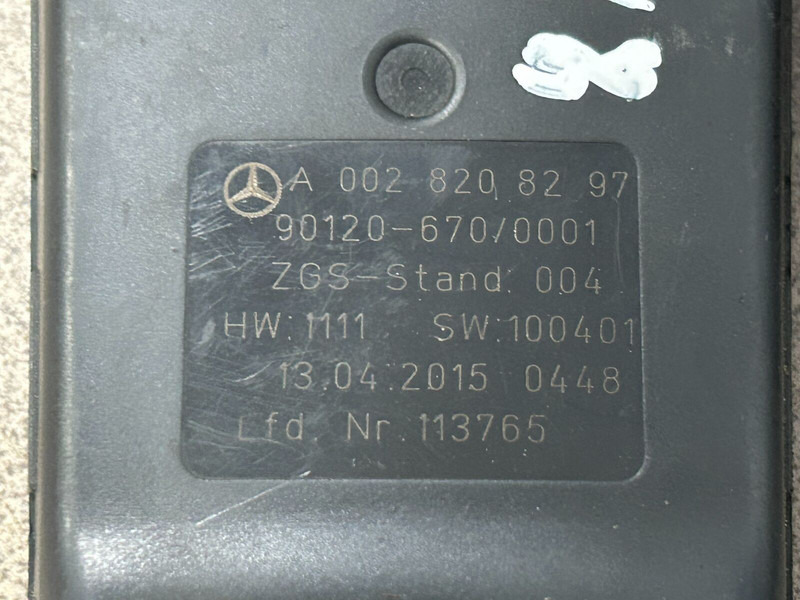 A 002 820 82 97
90120-670/0001
ZGS-Stand: 004
HW:1111 SW:100401
13.04.2015 0448
Lfd. Nr.:113765